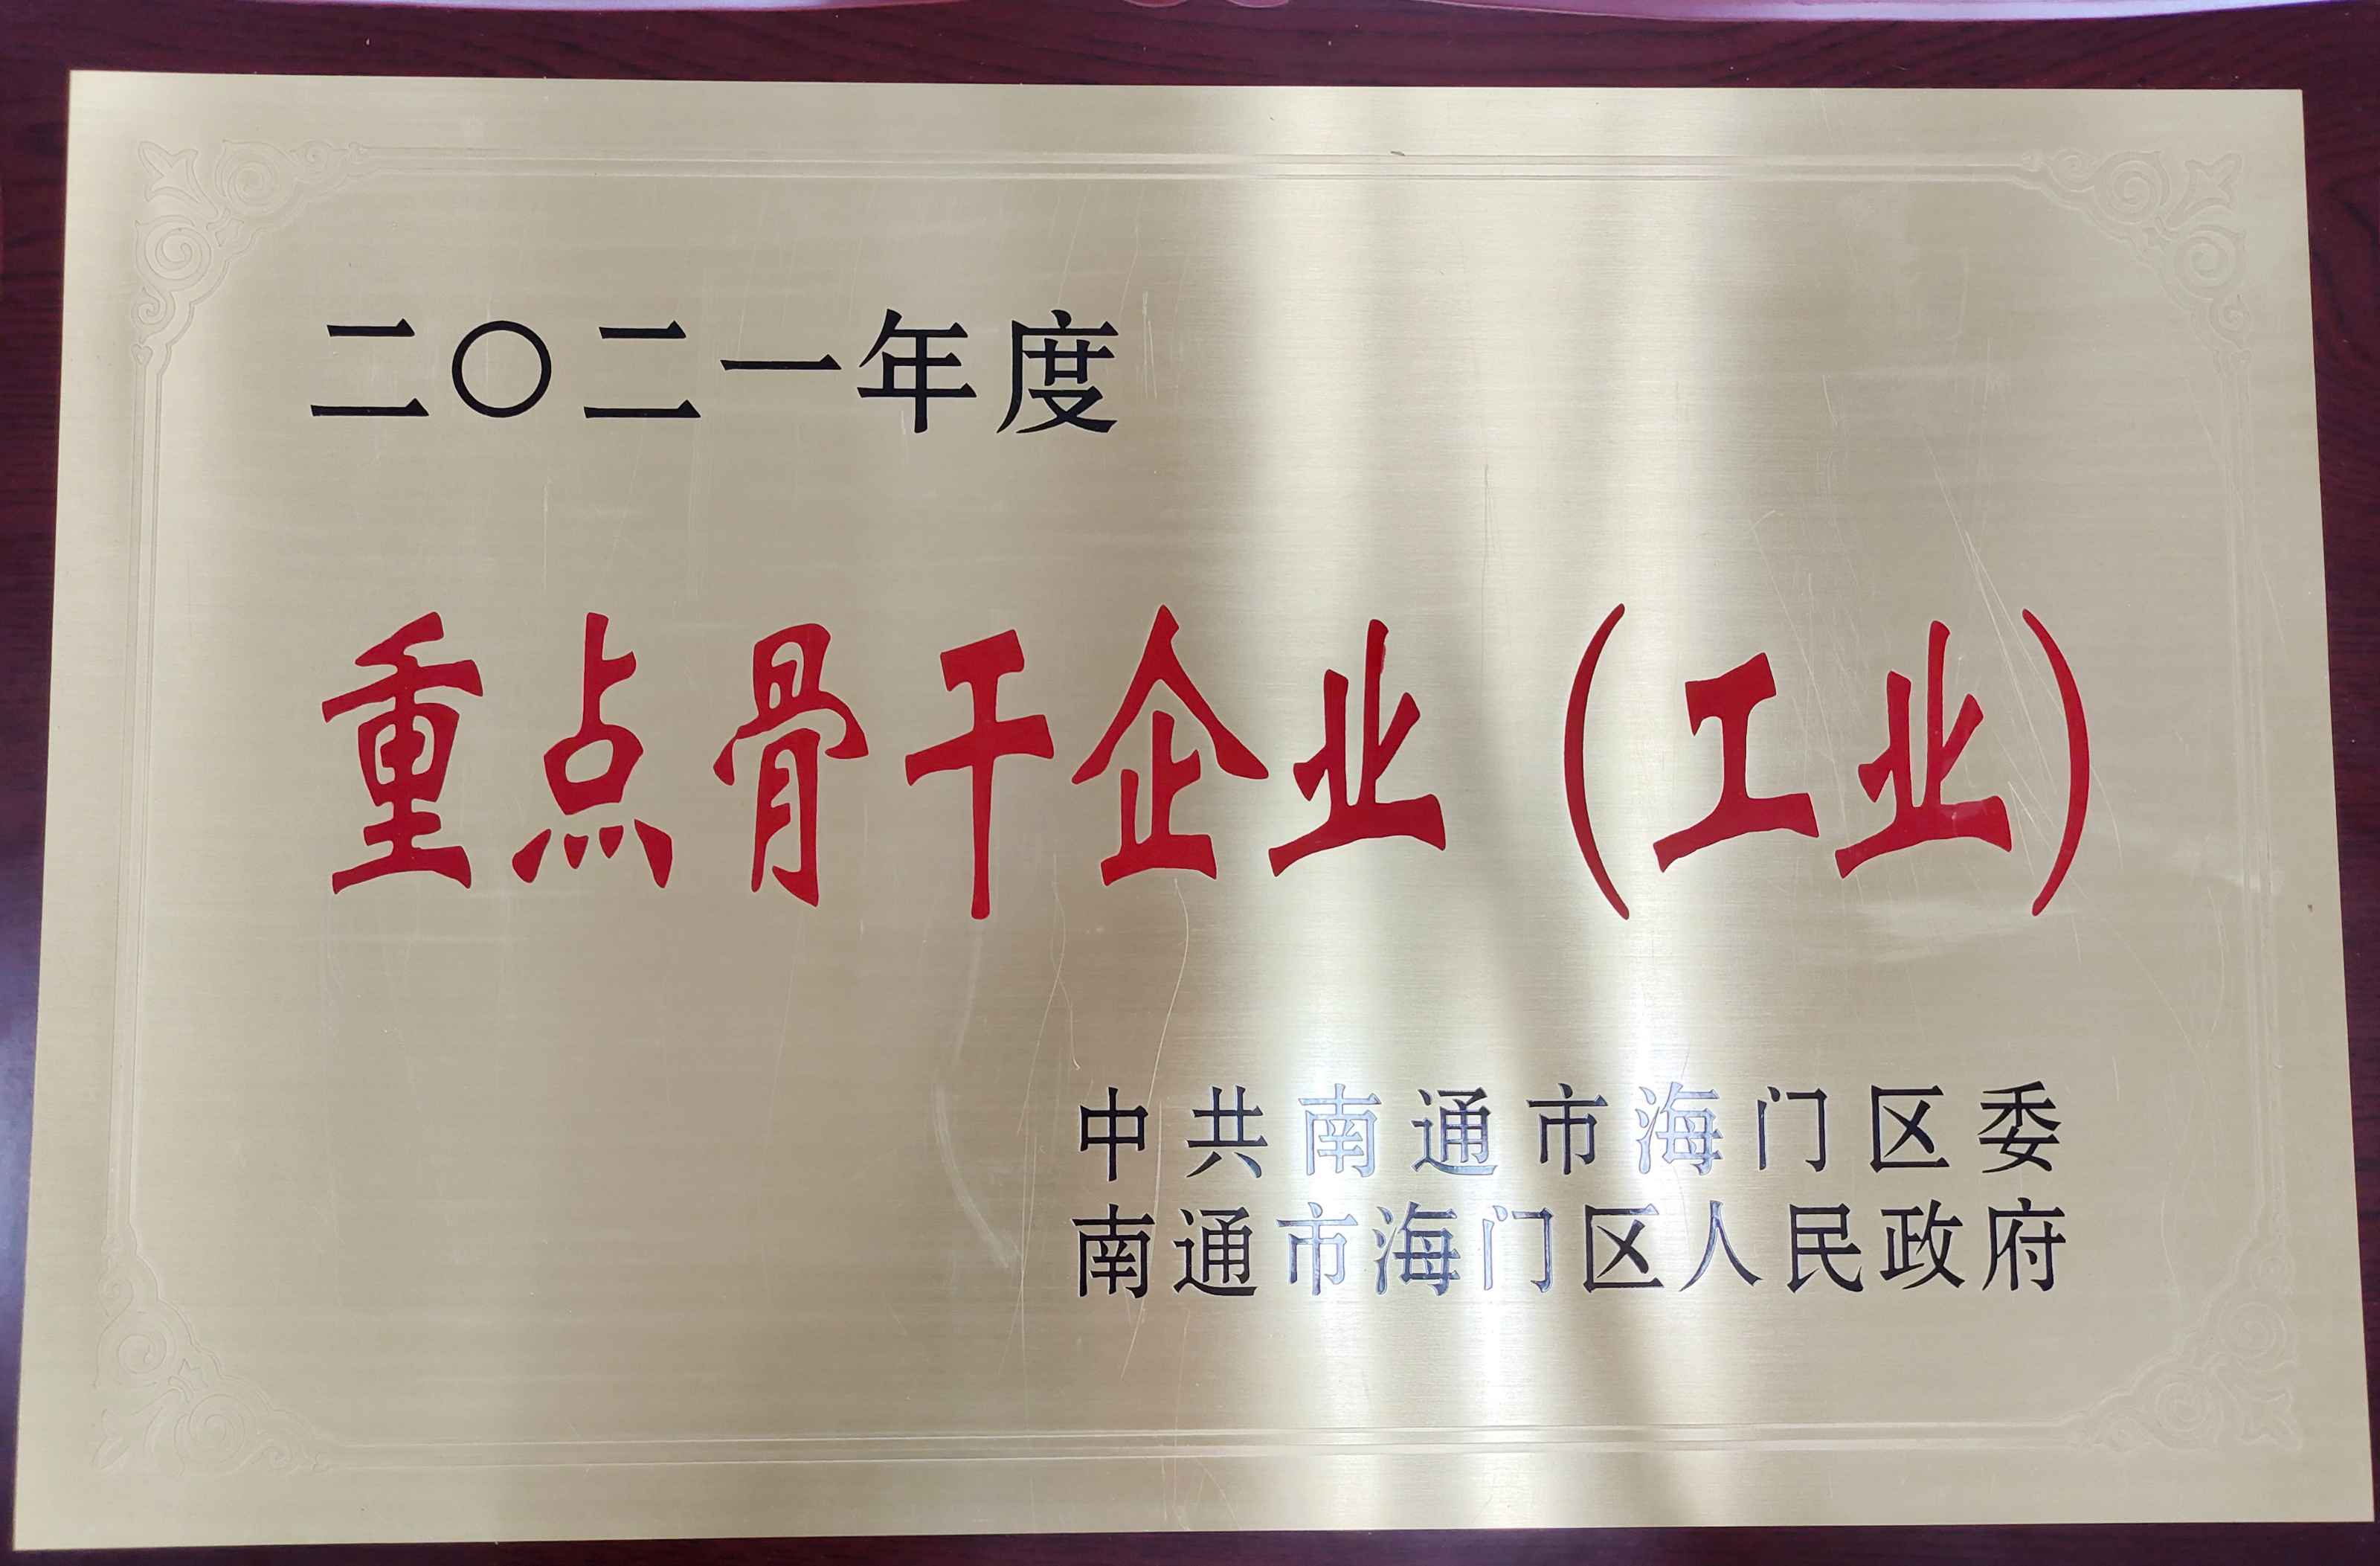 二〇二一年度
重点骨干企业（工业）
中共南通市海门区委
南通市海门区人民政府